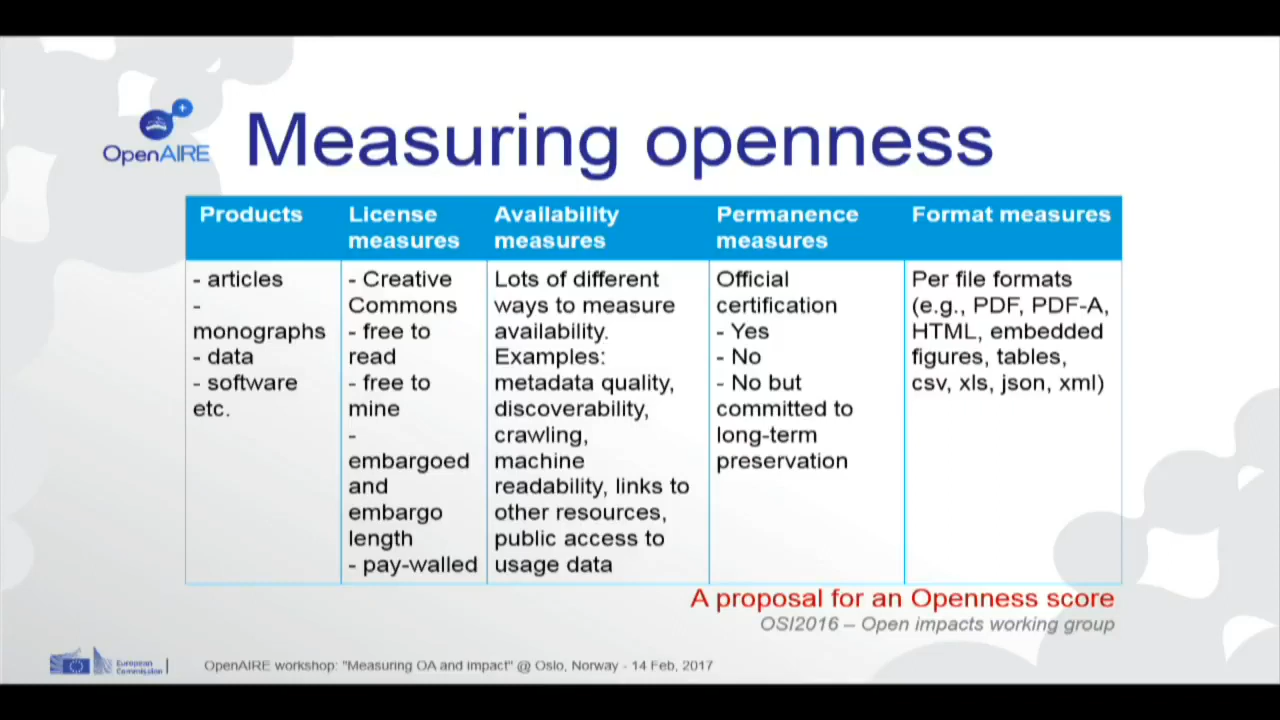 OpenAIRE
Measuring openness
Products
License
measures
Availability
measures
Permanence
measures
Format measures
- articles
-
monographs
- data
- software
etc.
- Creative
Commons
- free to
read
- free to
mine
-
embargoed
and
embargo
length
- pay-walled
Lots of different
ways to measure
availability.
Examples:
metadata quality,
discoverability,
crawling,
machine
readability, links to
other resources,
public access to
usage data
Official
certification
- Yes
- No
- No but
committed to
long-term
preservation
Per file formats
(e.g., PDF, PDF-A,
HTML, embedded
figures, tables,
csv, xls, json, xml)
A proposal for an Openness score
OSI2016 – Open impacts working group
European
Commission
OpenAIRE workshop: "Measuring OA and impact" @ Oslo, Norway - 14 Feb, 2017